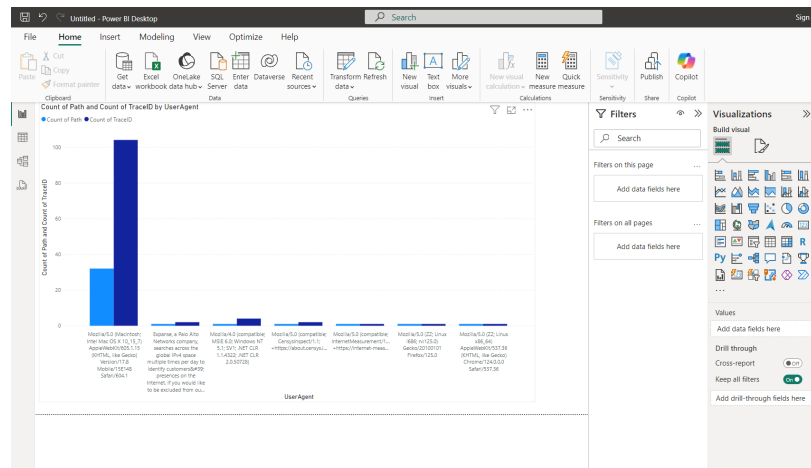 Untitled - Power BI Desktop
Search
Sign
File Home Insert Modeling View Optimize Help
Paste
Cut
Copy
Format painter
Get data
Excel workbook
OneLake data hub
SQL Server
Enter data
Dataverse
Recent sources
Transform data
Refresh
New visual
Text box
More visuals
New visual calculation
New measure
Quick measure
Sensitivity
Publish
Copilot
Clipboard
Data
Queries
Insert
Calculations
Sensitivity
Share
Copilot
Count of Path and Count of TraceID by UserAgent
Count of Path Count of TraceID
Count of Path and Count of TraceID
100
80
60
40
20
0
Mozilla/5.0 (Macintosh;
Intel Mac OS X 10_15_7)
AppleWebKit/605.1.15
(KHTML, like Gecko)
Version/17.8
Mobile/15E148
Safari/604.1
Expanse, a Palo Alto
Networks company,
searches across the
global IPv4 space
multiple times per day to
identify customers&#39;
presences on the
Internet. If you would like
to be excluded from ou...
Mozilla/4.0 (compatible;
MSIE 6.0; Windows NT
5.1; SV1; .NET CLR
1.1.4322; .NET CLR
2.0.50728)
Mozilla/5.0 (compatible;
CensysInspect/1.1;
+https://about.censys.i...
Mozilla/5.0 (compatible;
InternetMeasurement/1...
+https://internet-meas...
Mozilla/5.0 (ZZ; Linux
i686; rv:125.0)
Gecko/20100101
Firefox/125.0
Mozilla/5.0 (ZZ; Linux
x86_64)
AppleWebKit/537.36
(KHTML, like Gecko)
Chrome/124.0.0.0
Safari/537.36
UserAgent
Filters
Search
Filters on this page
...
Add data fields here
Filters on all pages
...
Add data fields here
Visualizations
Build visual
R
Py
...
Values
Add data fields here
Drill through
Cross-report
Off
Keep all filters
On
Add drill-through fields here